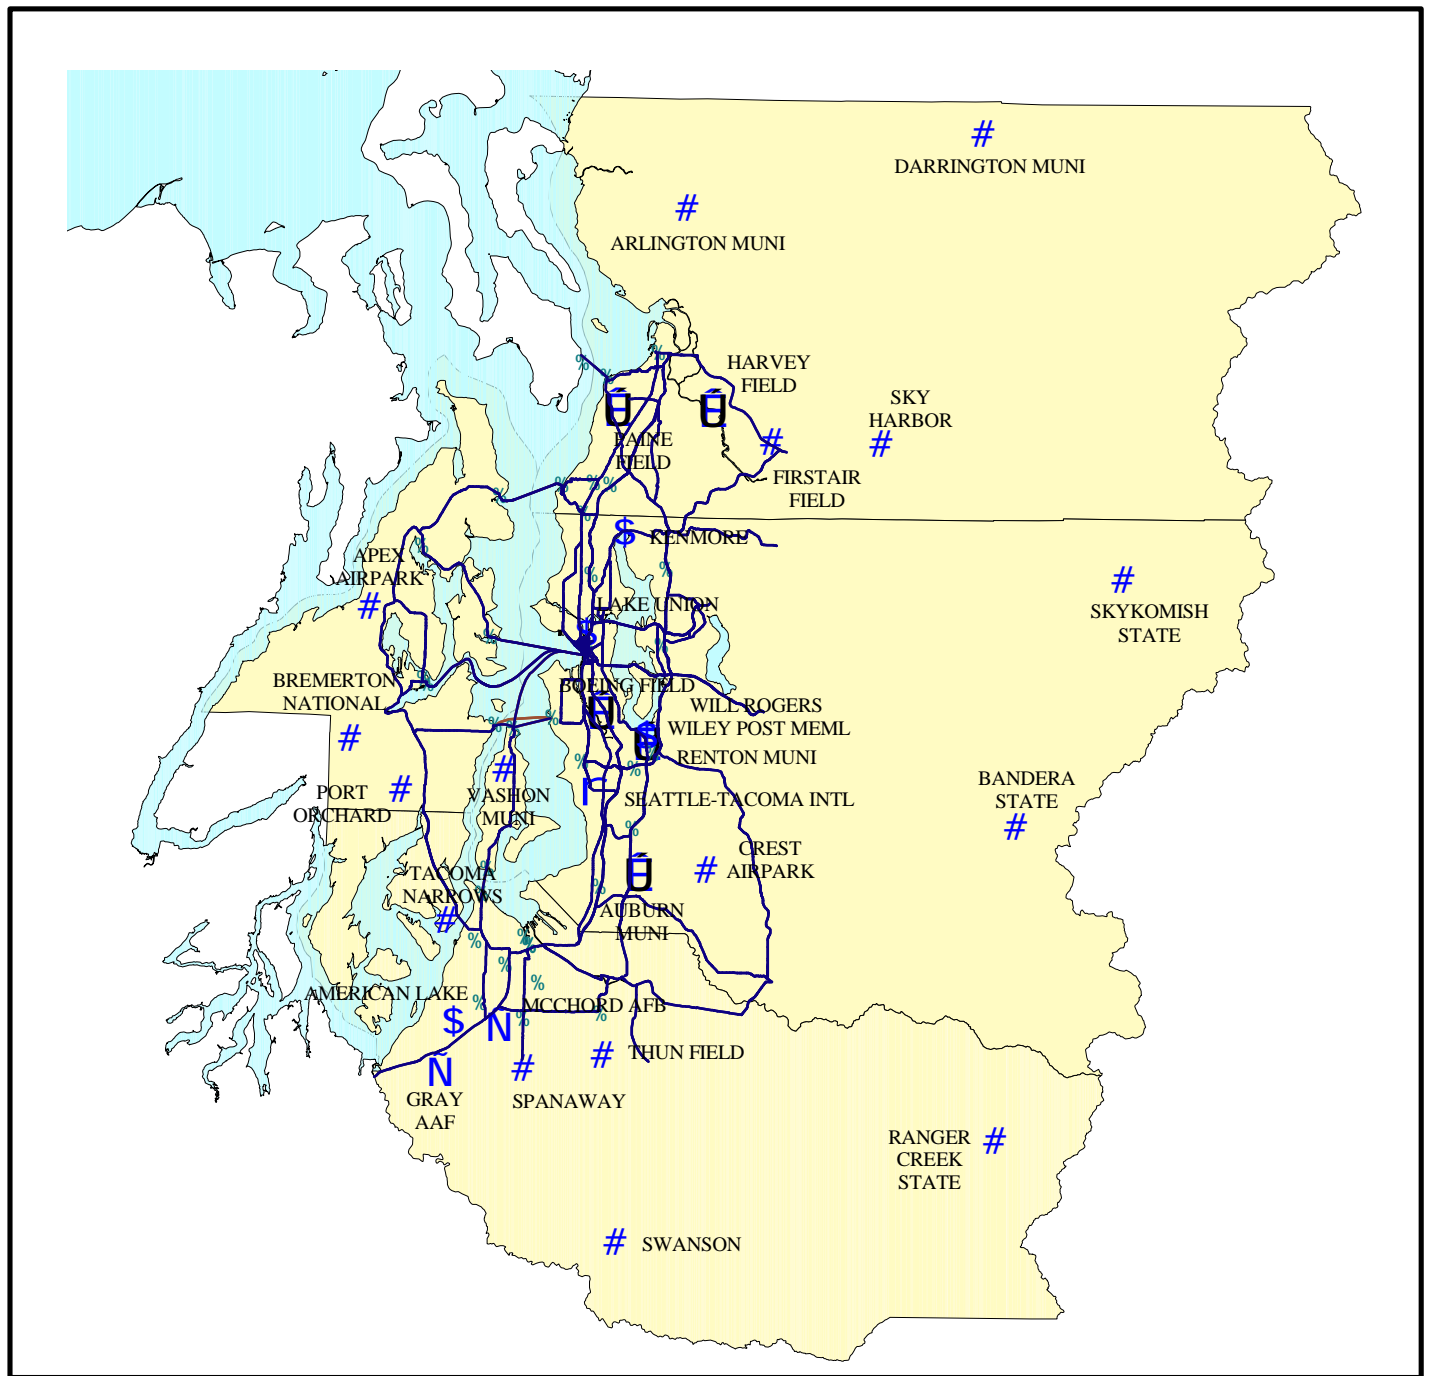 DARRINGTON MUNI
ARLINGTON MUNI
HARVEY
FIELD
SKY
HARBOR
PAINE
FIELD
FIRSTAIR
FIELD
KENMORE
APEX
AIRPARK
LAKE UNION
SKYKOMISH
STATE
BREMERTON
NATIONAL
BOEING FIELD
WILL ROGERS
WILEY POST MEML
RENTON MUNI
PORT
ORCHARD
VASHON
MUNI
SEATTLE-TACOMA INTL
BANDERA
STATE
CREST
AIRPARK
TACOMA
NARROWS
AUBURN
MUNI
AMERICAN LAKE
MCCHORD AFB
THUN FIELD
GRAY
AAF
SPANAWAY
RANGER
CREEK
STATE
SWANSON